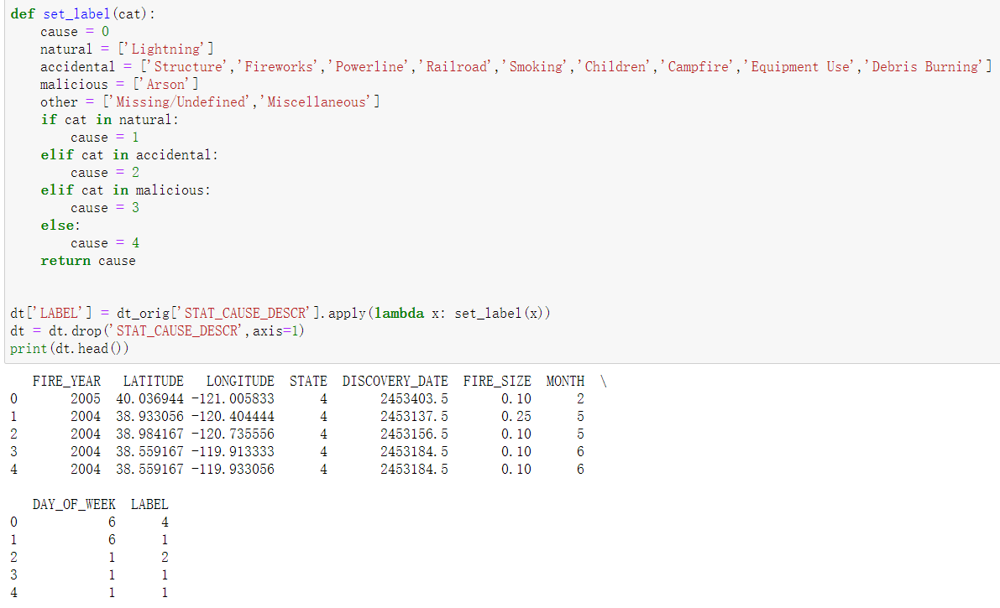 def set_label(cat):
    cause = 0
    natural = ['Lightning']
    accidental = ['Structure','Fireworks','Powerline','Railroad','Smoking','Children','Campfire','Equipment Use','Debris Burning']
    malicious = ['Arson']
    other = ['Missing/Undefined','Miscellaneous']
    if cat in natural:
        cause = 1
    elif cat in accidental:
        cause = 2
    elif cat in malicious:
        cause = 3
    else:
        cause = 4
    return cause
dt['LABEL'] = dt_orig['STAT_CAUSE_DESCR'].apply(lambda x: set_label(x))
dt = dt.drop('STAT_CAUSE_DESCR',axis=1)
print(dt.head())
   FIRE_YEAR   LATITUDE   LONGITUDE  STATE  DISCOVERY_DATE  FIRE_SIZE  MONTH  \
0       2005  40.036944 -121.005833      4       2453403.5       0.10      2
1       2004  38.933056 -120.404444      4       2453137.5       0.25      5
2       2004  38.984167 -120.735556      4       2453156.5       0.10      5
3       2004  38.559167 -119.913333      4       2453184.5       0.10      6
4       2004  38.559167 -119.933056      4       2453184.5       0.10      6
   DAY_OF_WEEK  LABEL
0            6      4
1            6      1
2            1      2
3            1      1
4            1      1